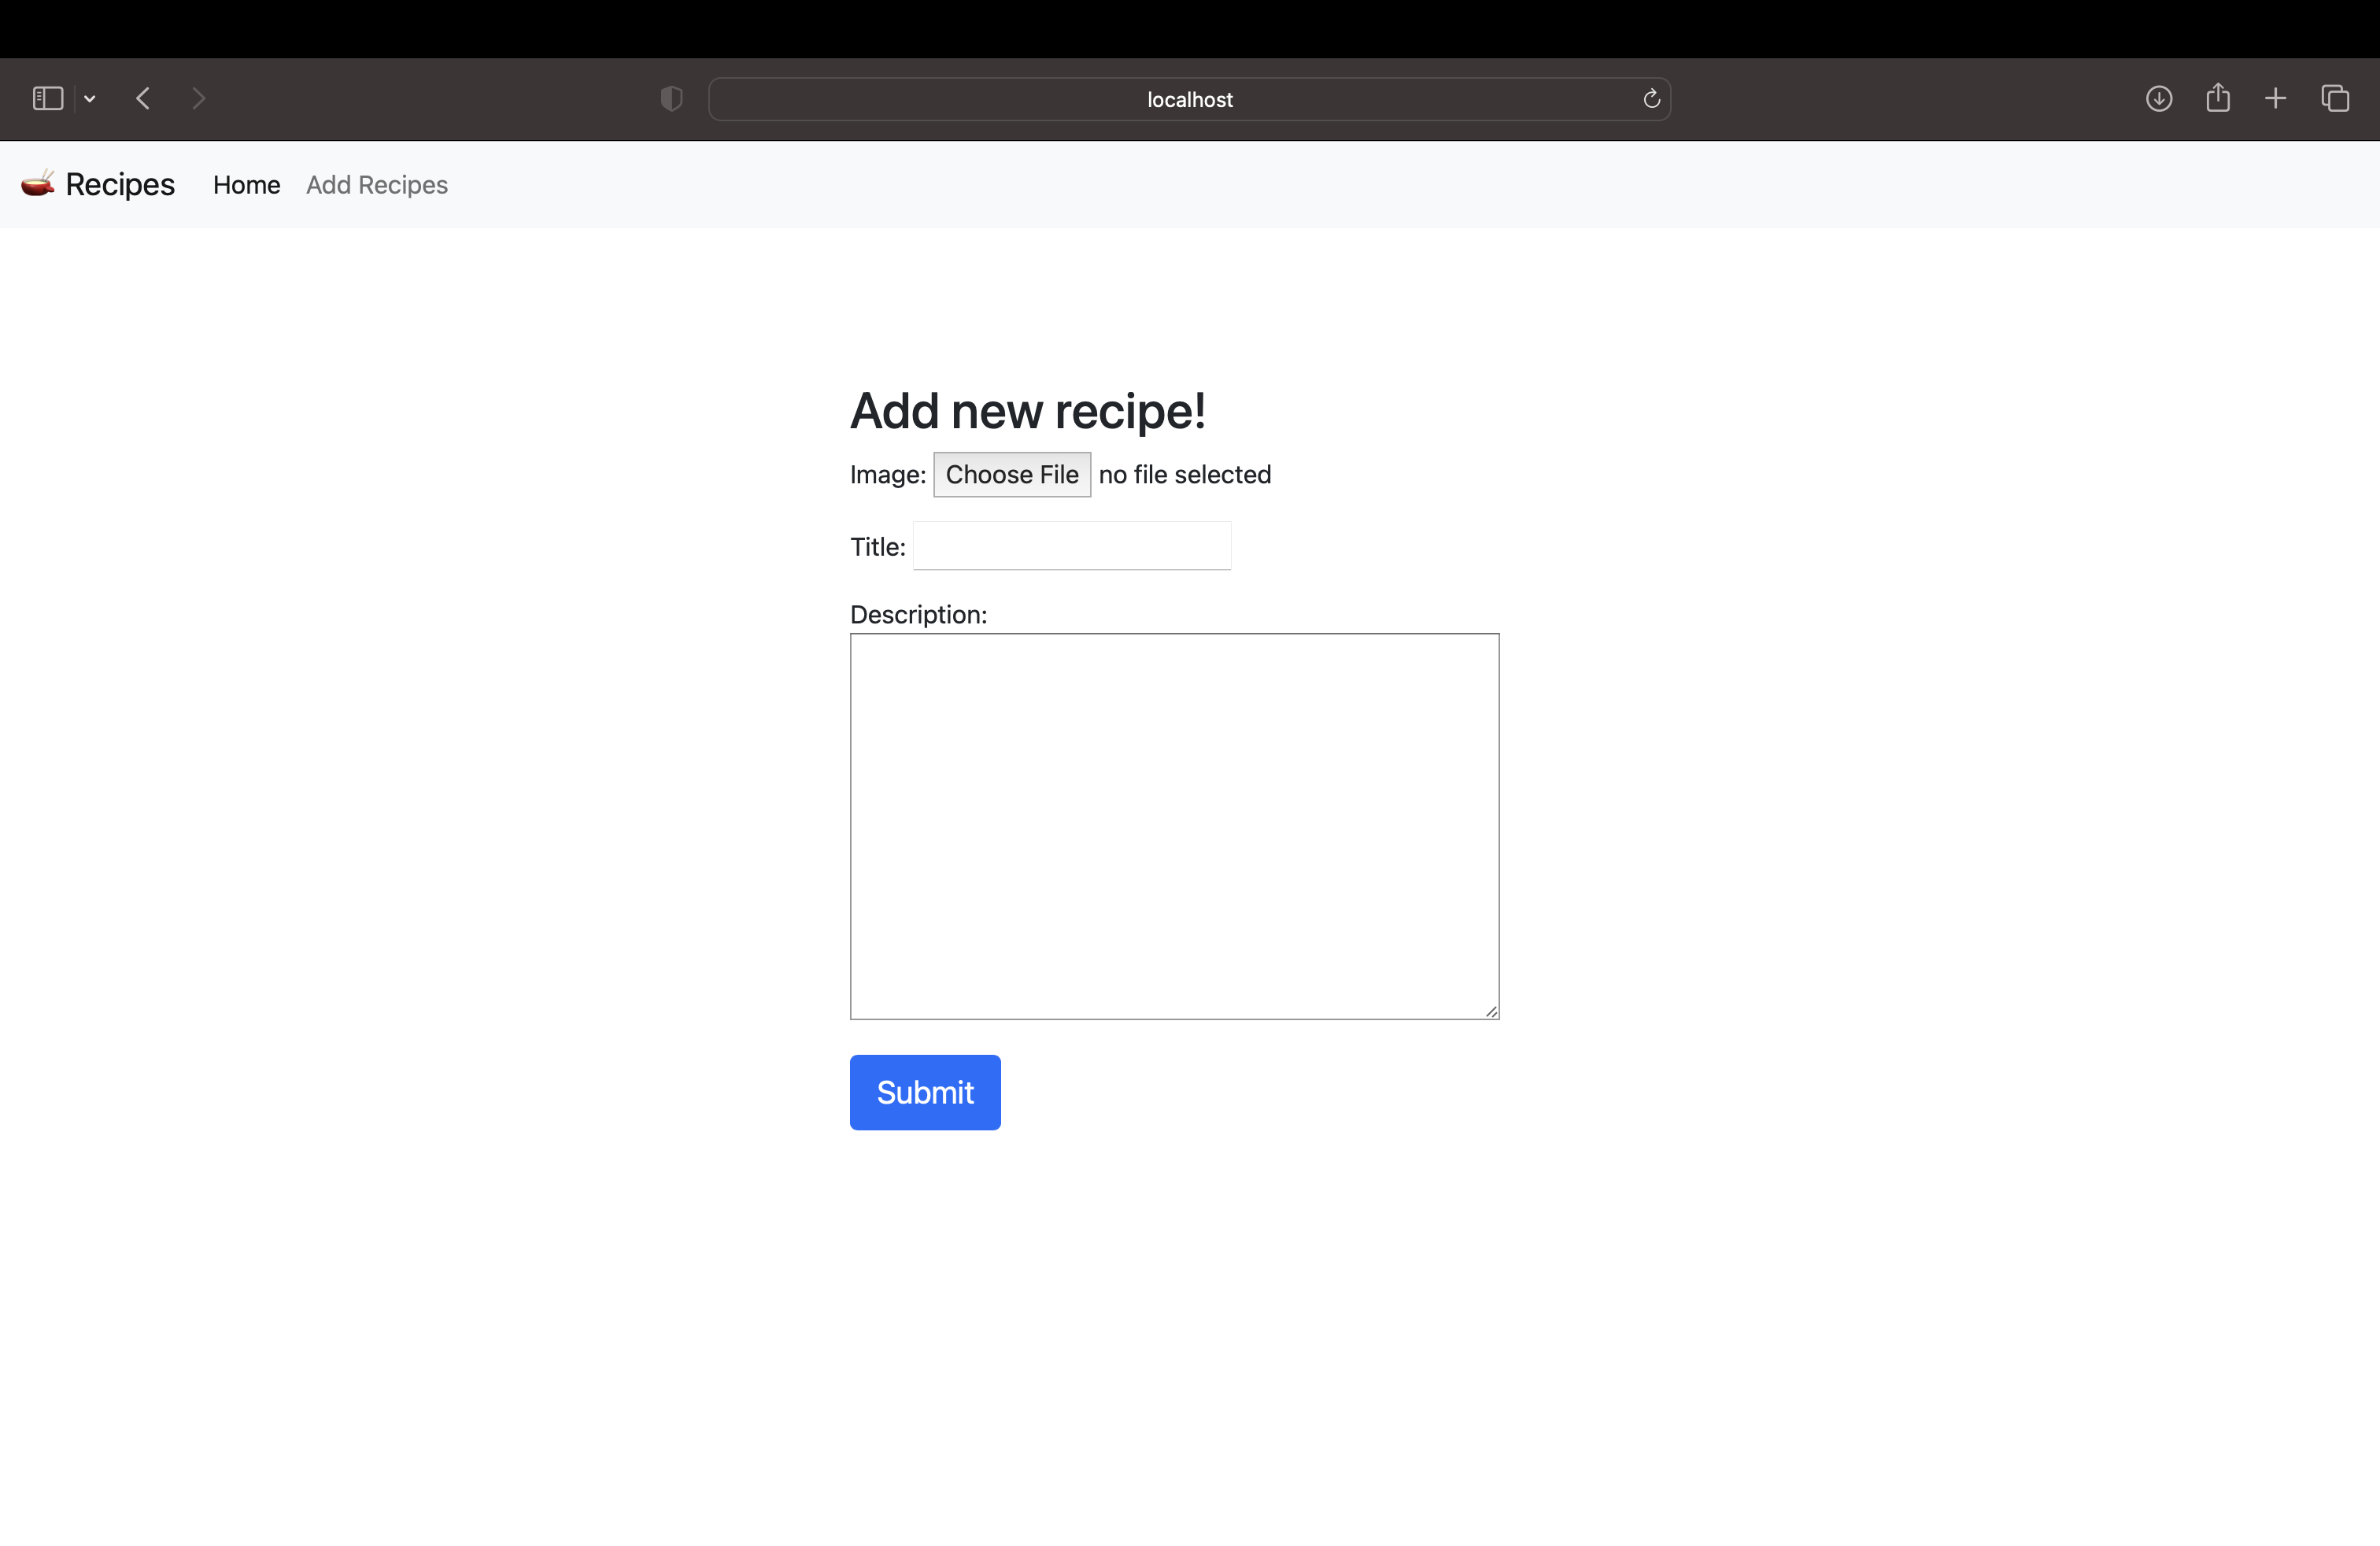 localhost
Recipes Home Add Recipes
Add new recipe!
Image: Choose File no file selected
Title:
Description:
Submit